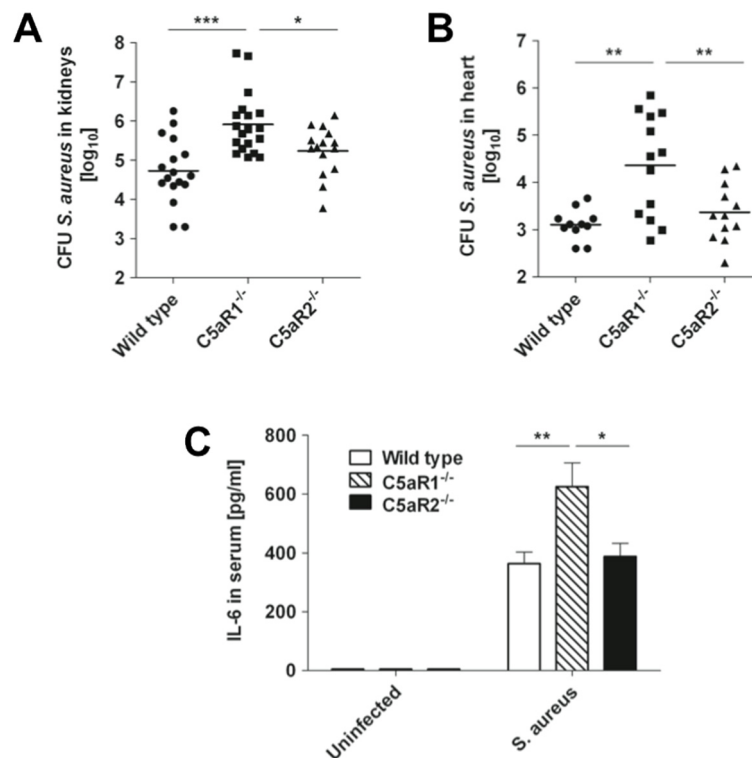 A
CFU S. aureus in kidneys
[log10]
8
7
6
5
4
3
2
***
*
Wild type
C5aR1-/-
C5aR2-/-
B
CFU S. aureus in heart
[log10]
7
6
5
4
3
2
**
**
Wild type
C5aR1-/-
C5aR2-/-
C
IL-6 in serum [pg/ml]
800
600
400
200
0
Wild type
C5aR1-/-
C5aR2-/-
**
*
Uninfected
S. aureus